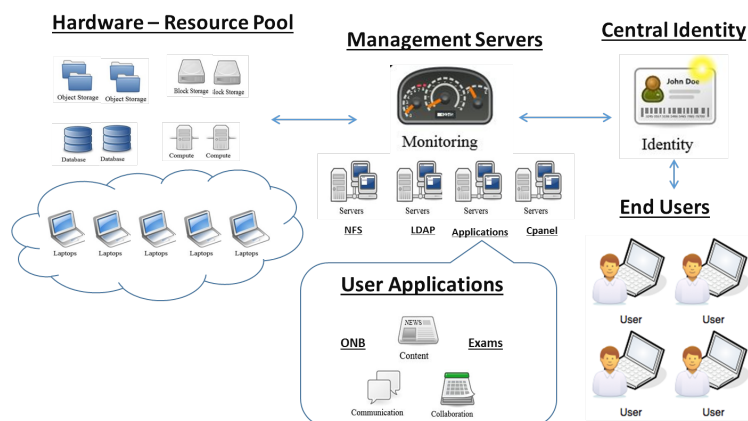 Hardware – Resource Pool
Object Storage
Object Storage
Block Storage
lock Storage
Database
Database
Compute
Compute
Laptops
Laptops
Laptops
Laptops
Laptops
Management Servers
Monitoring
Servers
Servers
Servers
Servers
NFS
LDAP
Applications
Cpanel
User Applications
ONB
NEWS
Content
Exams
Communication
Collaboration
Central Identity
John Doe
Identity
End Users
User
User
User
User